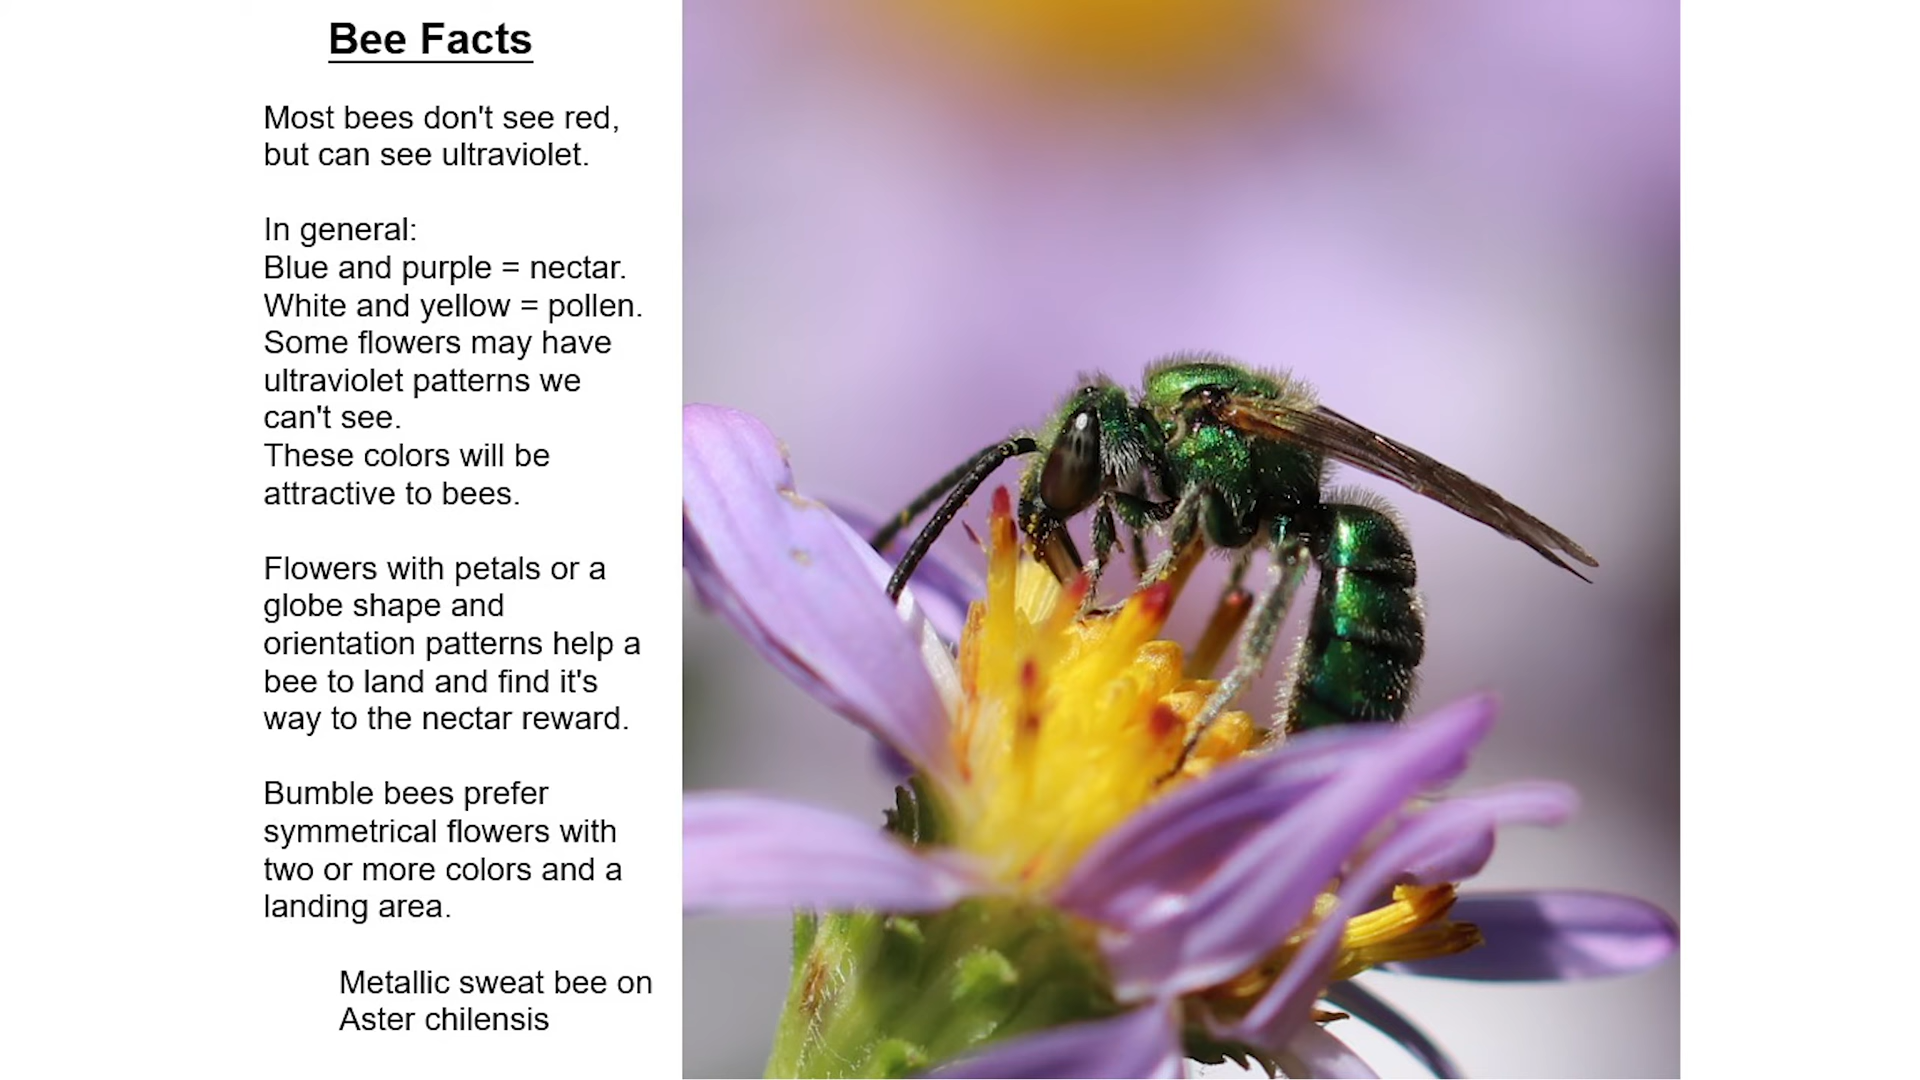 Bee Facts
Most bees don't see red,
but can see ultraviolet.
In general:
Blue and purple = nectar.
White and yellow = pollen.
Some flowers may have
ultraviolet patterns we
can't see.
These colors will be
attractive to bees.
Flowers with petals or a
globe shape and
orientation patterns help a
bee to land and find it's
way to the nectar reward.
Bumble bees prefer
symmetrical flowers with
two or more colors and a
landing area.
Metallic sweat bee on
Aster chilensis